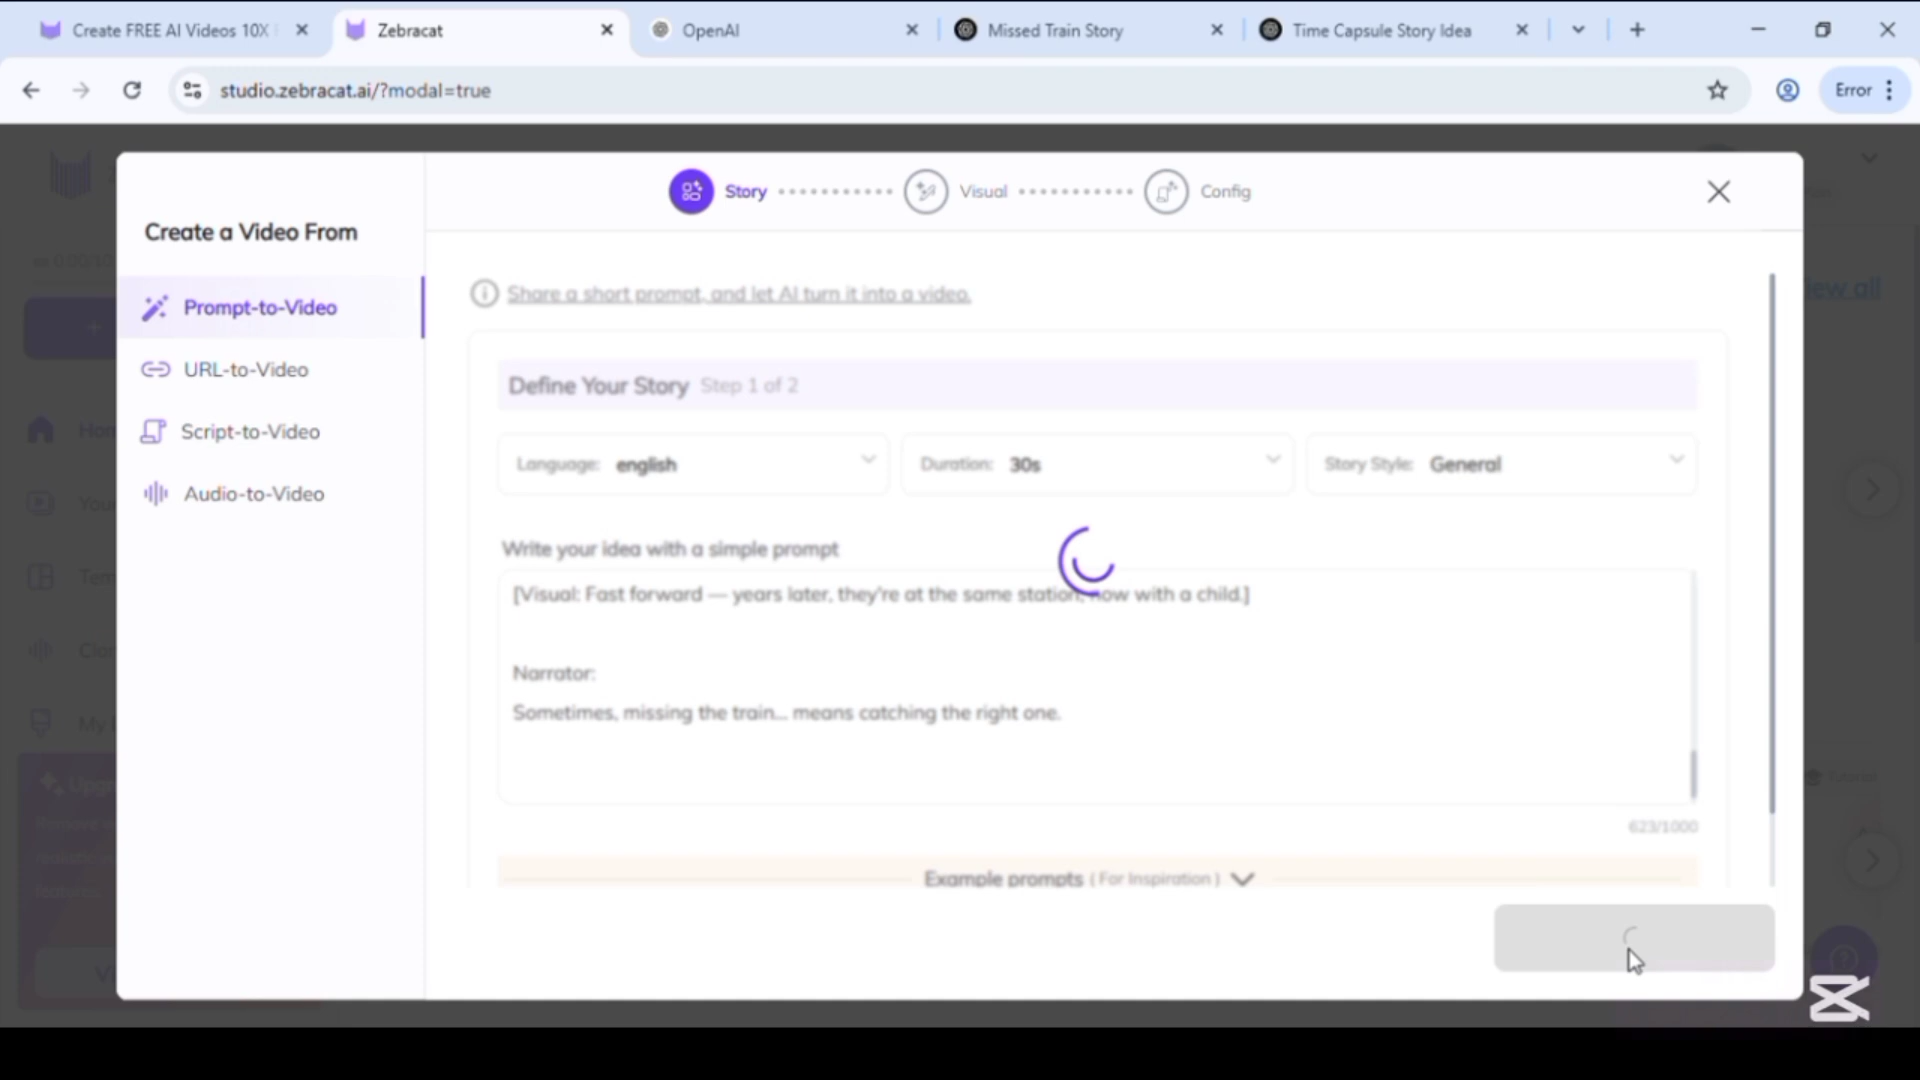 Create FREE AI Videos 10X
Zebracat
OpenAI
Missed Train Story
Time Capsule Story Idea
studio.zebracat.ai/?modal=true
Error
Create a Video From
Prompt-to-Video
URL-to-Video
Script-to-Video
Audio-to-Video
Story
Visual
Config
Share a short prompt, and let AI turn it into a video.
Define Your Story Step 1 of 2
Language: english
Duration: 30s
Story Style: General
Write your idea with a simple prompt
[Visual: Fast forward — years later, they're at the same station, now with a child.]
Narrator:
Sometimes, missing the train... means catching the right one.
623/1000
Example prompts ( For Inspiration )